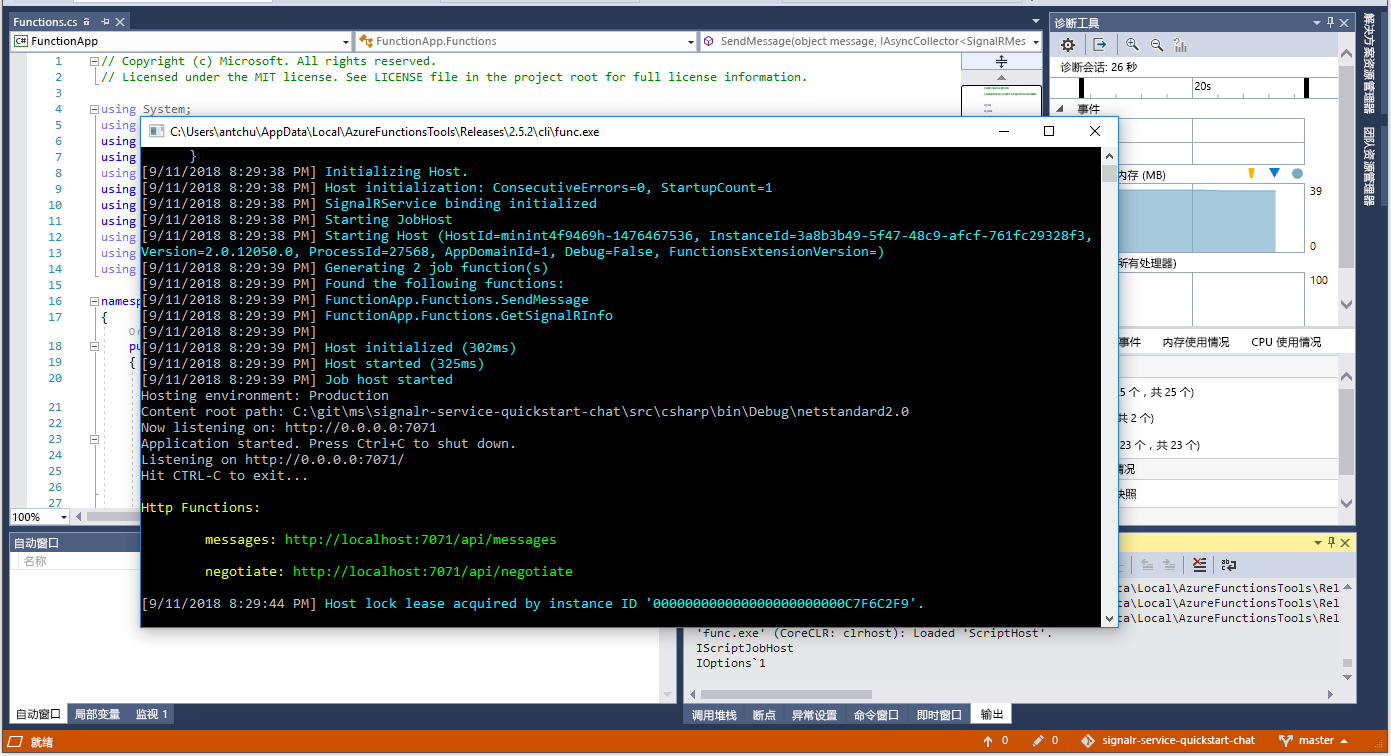 Functions.cs
FunctionApp
FunctionApp.Functions
SendMessage(object message, IAsyncCollector<SignalRMes
1 // Copyright (c) Microsoft. All rights reserved.
2 // Licensed under the MIT license. See LICENSE file in the project root for full license information.
3
4 using System;
5 using
6 using
7 using
8 using
9 using
10 using
11 using
12 using
13 using
14 using
15
16 namesp
17 {
18 pu
19 {
20
21
22
23
24
25
26
27
100%
C:\Users\antchu\AppData\Local\AzureFunctionsTools\Releases\2.5.2\cli\func.exe
}
[9/11/2018 8:29:38 PM] Initializing Host.
[9/11/2018 8:29:38 PM] Host initialization: ConsecutiveErrors=0, StartupCount=1
[9/11/2018 8:29:38 PM] SignalRService binding initialized
[9/11/2018 8:29:38 PM] Starting JobHost
[9/11/2018 8:29:38 PM] Starting Host (HostId=minint4f9469h-1476467536, InstanceId=3a8b3b49-5f47-48c9-afcf-761fc29328f3,
Version=2.0.12050.0, ProcessId=27568, AppDomainId=1, Debug=False, FunctionsExtensionVersion=)
[9/11/2018 8:29:39 PM] Generating 2 job function(s)
[9/11/2018 8:29:39 PM] Found the following functions:
[9/11/2018 8:29:39 PM] FunctionApp.Functions.SendMessage
[9/11/2018 8:29:39 PM] FunctionApp.Functions.GetSignalRInfo
[9/11/2018 8:29:39 PM]
[9/11/2018 8:29:39 PM] Host initialized (302ms)
[9/11/2018 8:29:39 PM] Host started (325ms)
[9/11/2018 8:29:39 PM] Job host started
Hosting environment: Production
Content root path: C:\git\ms\signalr-service-quickstart-chat\src\csharp\bin\Debug\netstandard2.0
Now listening on: http://0.0.0.0:7071
Application started. Press Ctrl+C to shut down.
Listening on http://0.0.0.0:7071/
Hit CTRL-C to exit...
Http Functions:
messages: http://localhost:7071/api/messages
negotiate: http://localhost:7071/api/negotiate
[9/11/2018 8:29:44 PM] Host lock lease acquired by instance ID '000000000000000000000000C7F6C2F9'.
诊断工具
诊断会话: 26 秒
20s
事件
内存 (MB)
39
0
所有处理器)
100
事件 内存使用情况 CPU 使用情况
5 个，共 25 个)
共 2 个)
23 个，共 23 个)
情况
快照
解决方案资源管理器
团队资源管理器
自动窗口
名称
自动窗口 局部变量 监视 1
ta\Local\AzureFunctionsTools\Rel
ta\Local\AzureFunctionsTools\Rel
ta\Local\AzureFunctionsTools\Rel
'func.exe' (CoreCLR: clrhost): Loaded 'ScriptHost'.
IScriptJobHost
IOptions`1
调用堆栈 断点 异常设置 命令窗口 即时窗口 输出
就绪
0
0
signalr-service-quickstart-chat
master